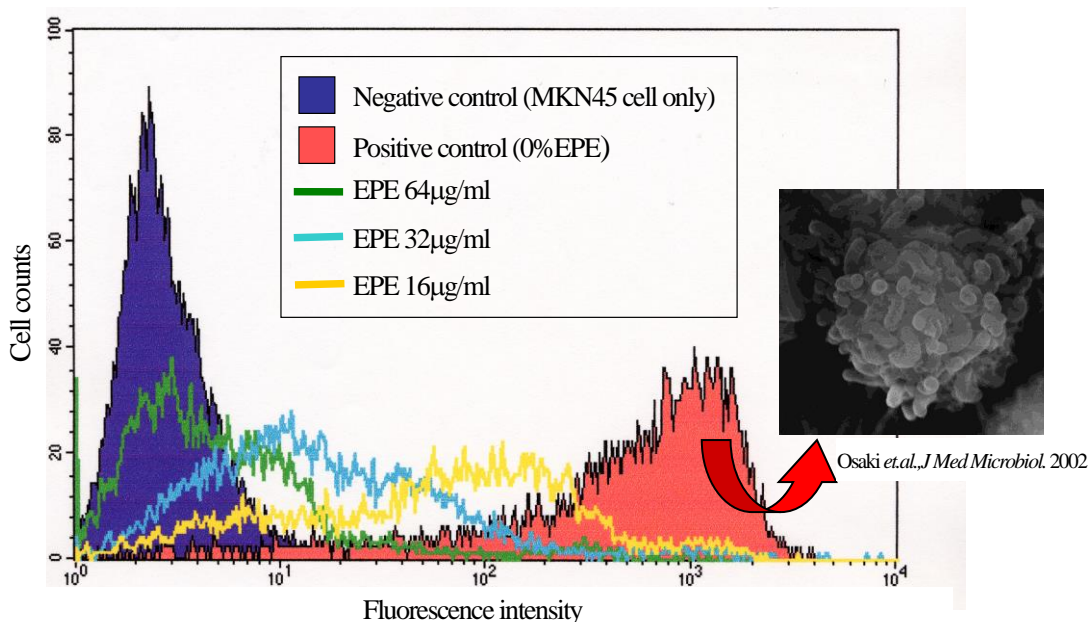 100
80
60
40
20
0
Cell counts
Negative control (MKN45 cell only)
Positive control (0%EPE)
EPE 64μg/ml
EPE 32μg/ml
EPE 16μg/ml
Osaki et.al.,J Med Microbiol. 2002
10⁰ 10¹ 10² 10³ 10⁴
Fluorescence intensity